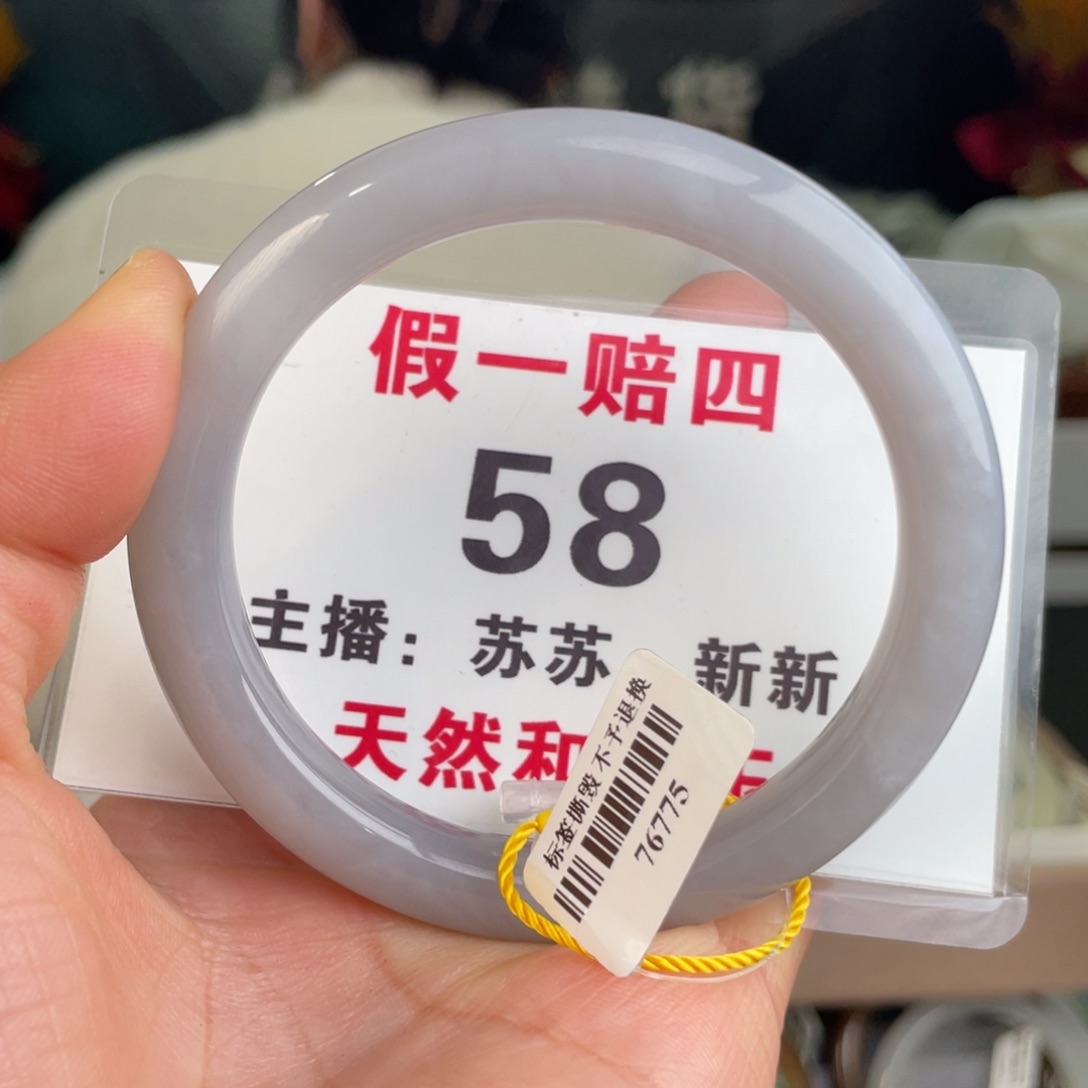 假一赔四
58
主播：苏苏 新新
天然和
标签撕毁 不予退换
76775
货